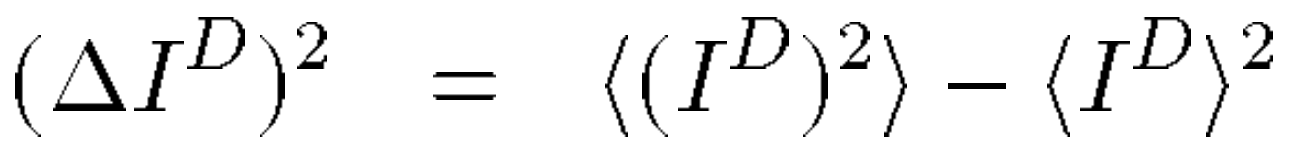 (ΔI^D)^2 = ⟨(I^D)^2⟩ − ⟨I^D⟩^2